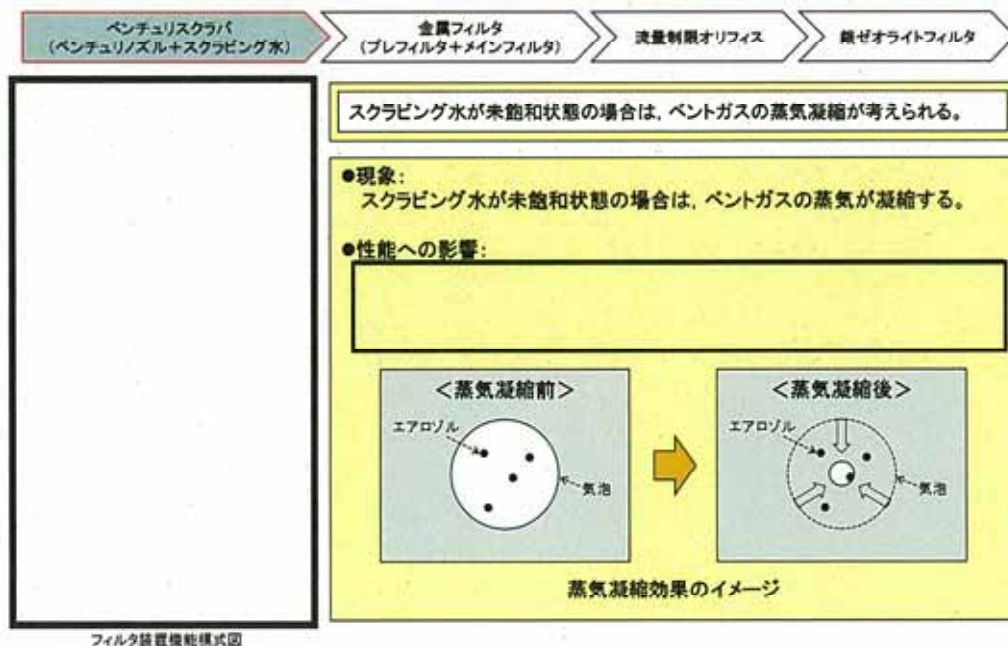 ベンチュリスクラバ
(ベンチュリノズル+スクラビング水)
金属フィルタ
(プレフィルタ+メインフィルタ)
流量制限オリフィス
銀ゼオライトフィルタ
スクラビング水が未飽和状態の場合は，ベントガスの蒸気凝縮が考えられる。
●現象:
スクラビング水が未飽和状態の場合は，ベントガスの蒸気が凝縮する。
●性能への影響:
<蒸気凝縮前>
エアロゾル
気泡
<蒸気凝縮後>
エアロゾル
気泡
蒸気凝縮効果のイメージ
フィルタ装置機能模式図